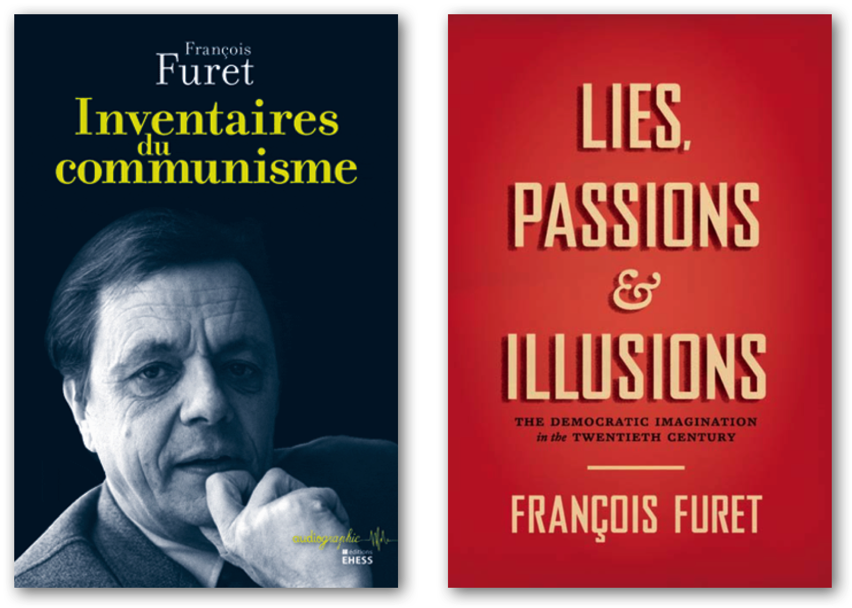 François
Furet
Inventaires
du
communisme
audiographie
éditions
EHESS
LIES,
PASSIONS
&
ILLUSIONS
THE DEMOCRATIC IMAGINATION
in the TWENTIETH CENTURY
FRANÇOIS FURET